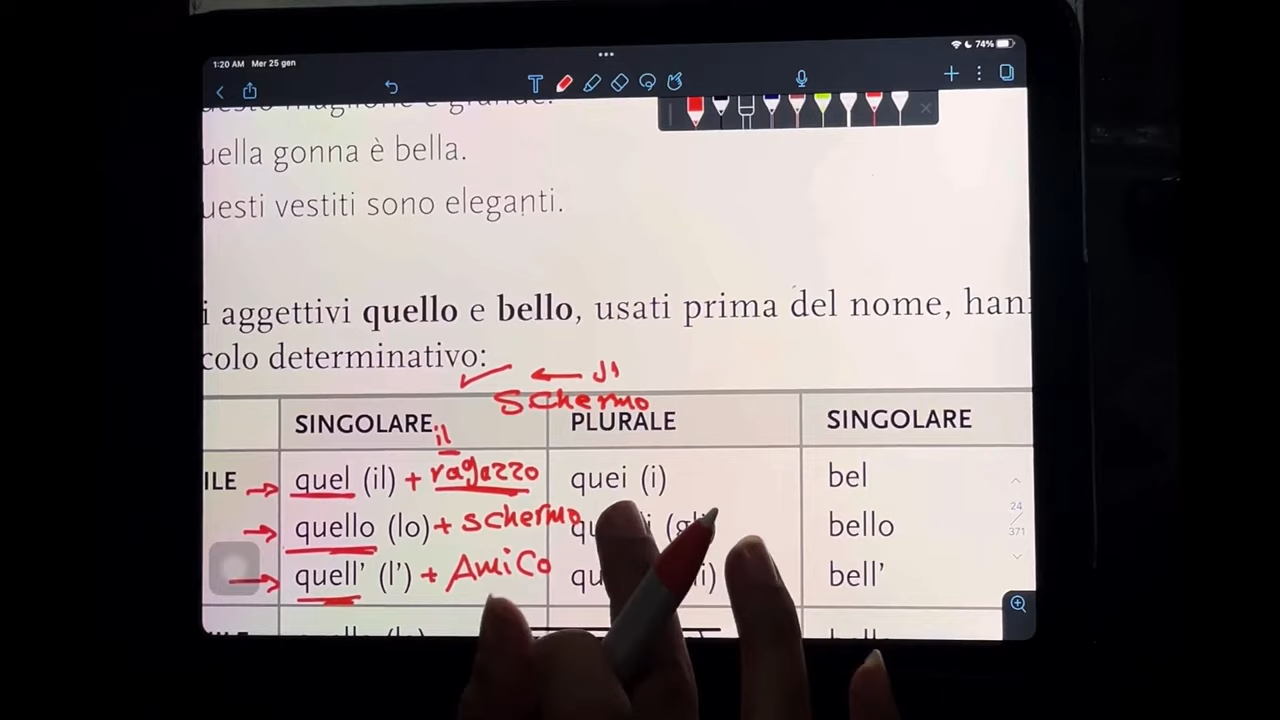 1:20 AM Mer 25 gen
74%
uella gonna è bella.
uesti vestiti sono eleganti.
i aggettivi quello e bello, usati prima del nome, han
colo determinativo:
schermo
SINGOLARE PLURALE SINGOLARE
il
ILE quel (il) + ragazzo quei (i) bel
quello (lo) + schermo bello
quell’ (l’) + Amico bell’
24
371